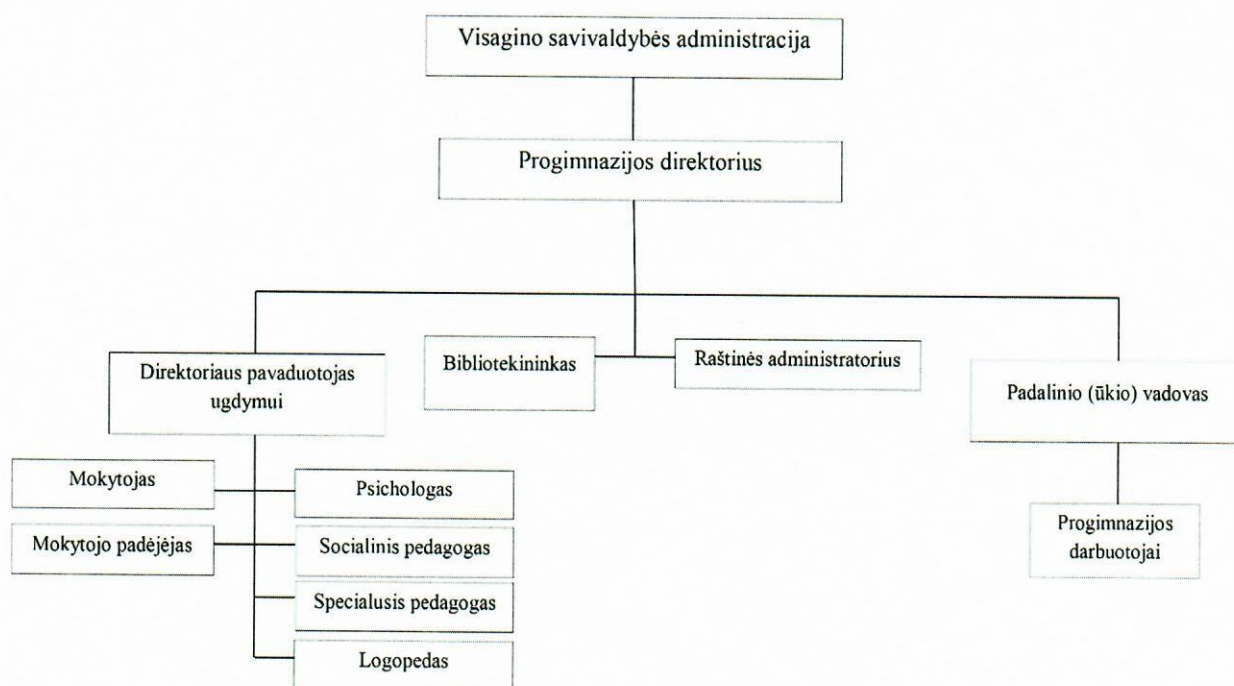 Visagino savivaldybės administracija
Progimnazijos direktorius
Direktoriaus pavaduotojas
ugdymui
Bibliotekininkas
Raštinės administratorius
Padalinio (ūkio) vadovas
Mokytojas
Psichologas
Mokytojo padėjėjas
Socialinis pedagogas
Specialusis pedagogas
Logopedas
Progimnazijos
darbuotojai